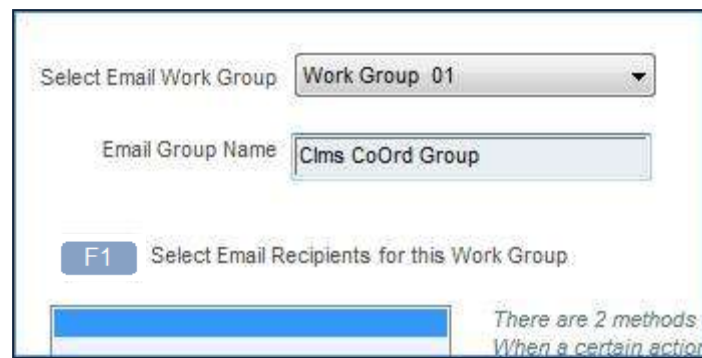 Select Email Work Group Work Group 01
Email Group Name Clms CoOrd Group
F1 Select Email Recipients for this Work Group
There are 2 methods
When a certain action